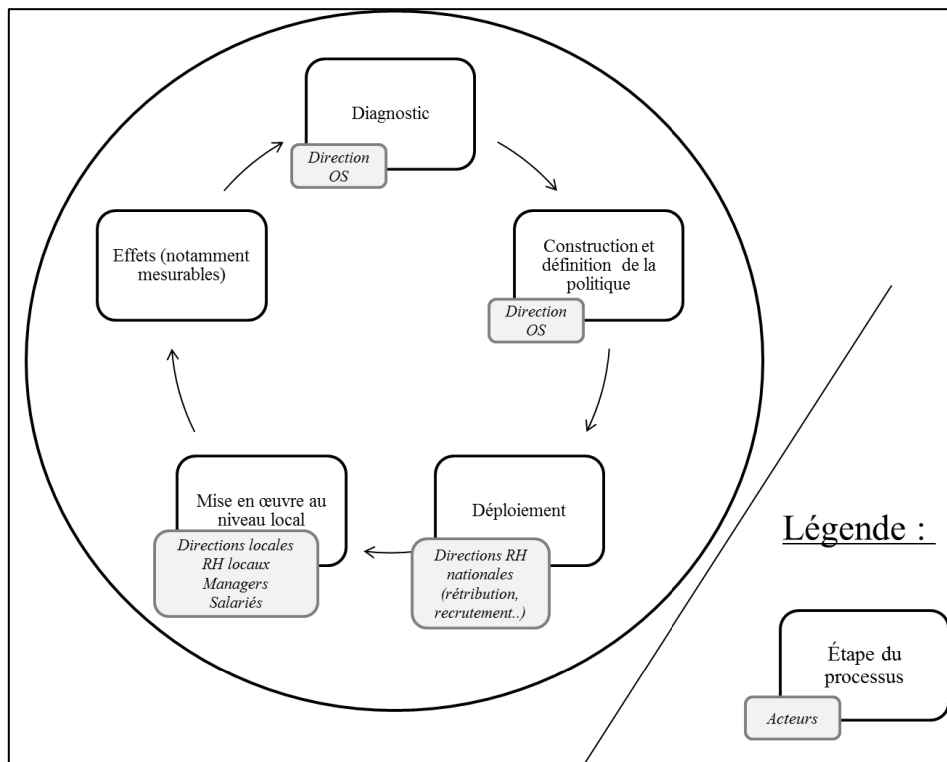 Diagnostic
Direction
OS
Construction et
définition de la
politique
Direction
OS
Déploiement
Directions RH
nationales
(rétribution,
recrutement..)
Mise en œuvre au
niveau local
Directions locales
RH locaux
Managers
Salariés
Effets (notamment
mesurables)
Légende :
Étape du
processus
Acteurs